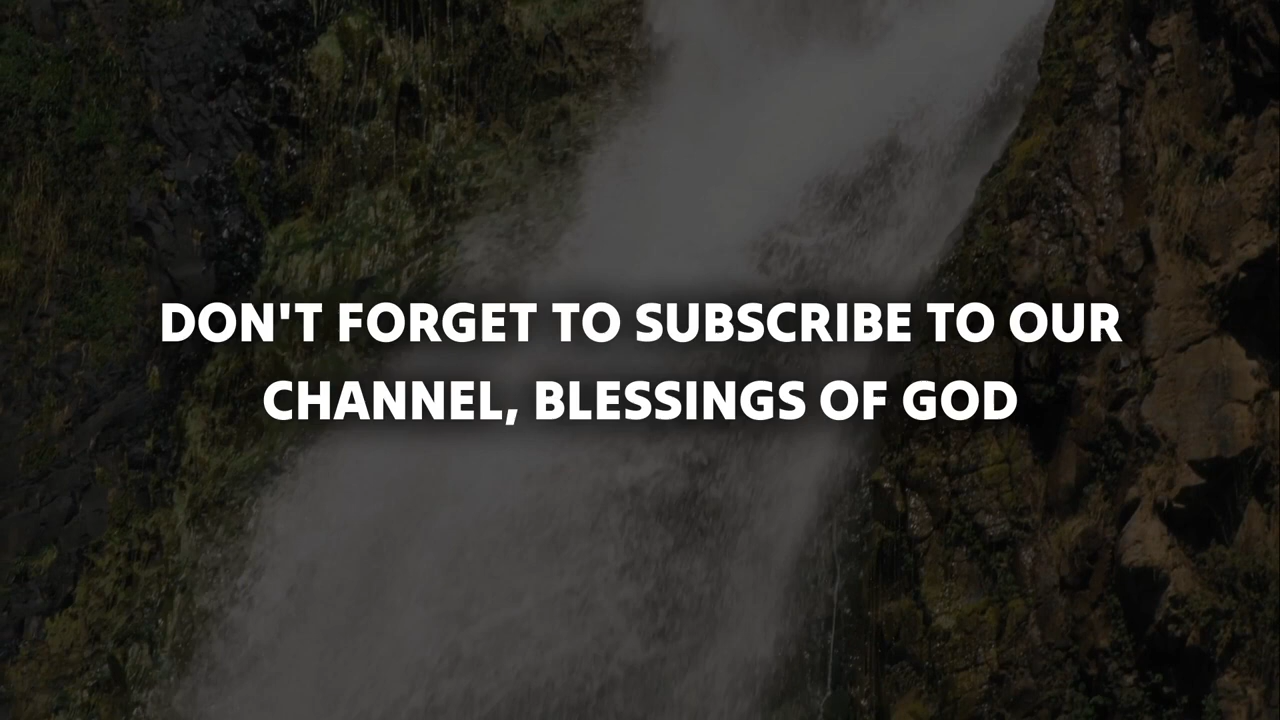 DON'T FORGET TO SUBSCRIBE TO OUR
CHANNEL, BLESSINGS OF GOD